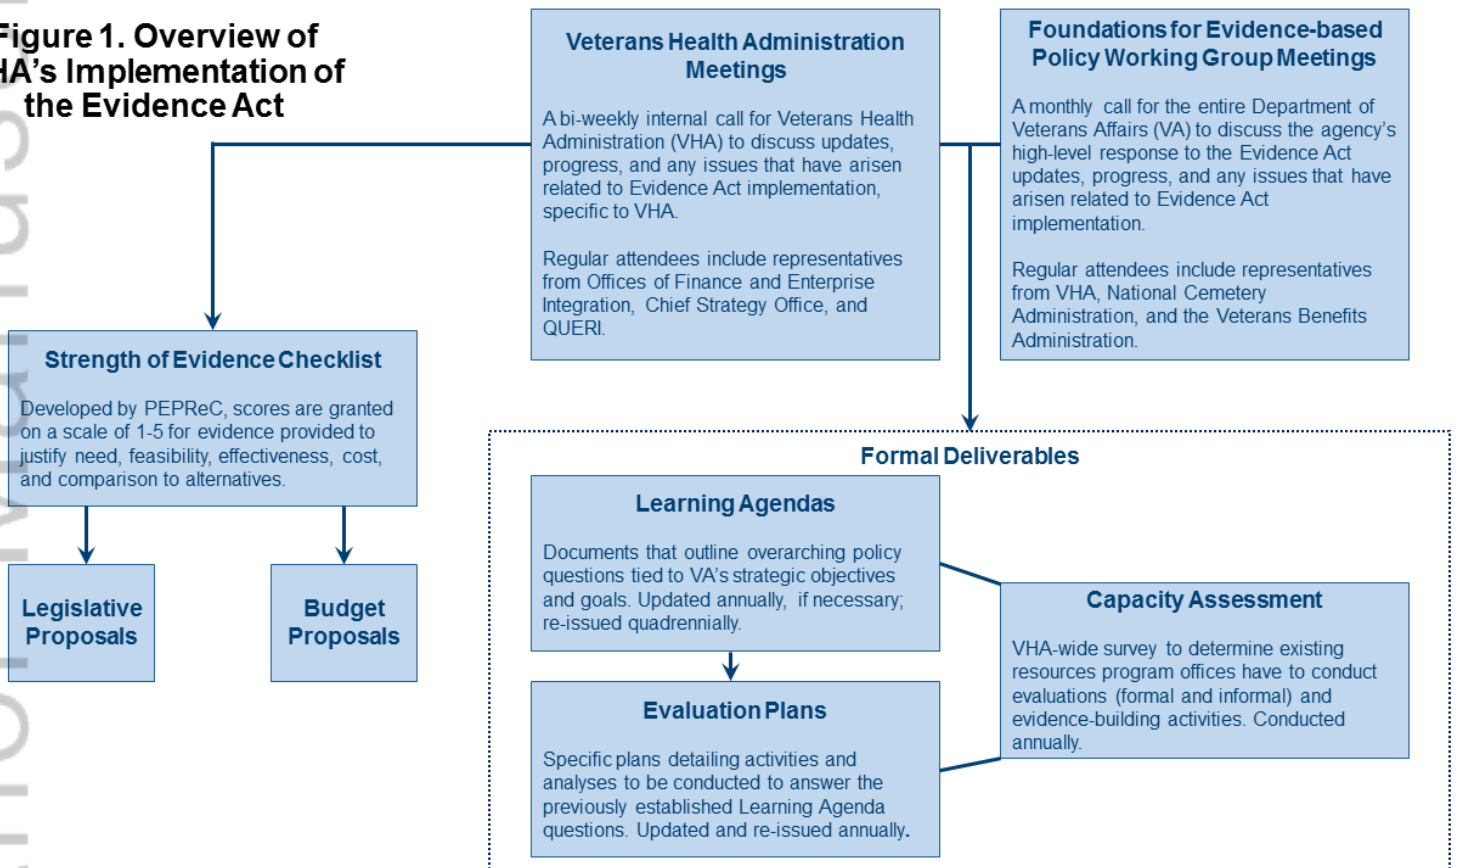 Figure 1. Overview of
HA's Implementation of
the Evidence Act
Veterans Health Administration
Meetings
A bi-weekly internal call for Veterans Health
Administration (VHA) to discuss updates,
progress, and any issues that have arisen
related to Evidence Act implementation,
specific to VHA.
Regular attendees include representatives
from Offices of Finance and Enterprise
Integration, Chief Strategy Office, and
QUERI.
Foundations for Evidence-based
Policy Working Group Meetings
A monthly call for the entire Department of
Veterans Affairs (VA) to discuss the agency's
high-level response to the Evidence Act
updates, progress, and any issues that have
arisen related to Evidence Act
implementation.
Regular attendees include representatives
from VHA, National Cemetery
Administration, and the Veterans Benefits
Administration.
Strength of Evidence Checklist
Developed by PEPReC, scores are granted
on a scale of 1-5 for evidence provided to
justify need, feasibility, effectiveness, cost,
and comparison to alternatives.
Legislative
Proposals
Budget
Proposals
Formal Deliverables
Learning Agendas
Documents that outline overarching policy
questions tied to VA's strategic objectives
and goals. Updated annually, if necessary;
re-issued quadrennially.
Evaluation Plans
Specific plans detailing activities and
analyses to be conducted to answer the
previously established Learning Agenda
questions. Updated and re-issued annually.
Capacity Assessment
VHA-wide survey to determine existing
resources program offices have to conduct
evaluations (formal and informal) and
evidence-building activities. Conducted
annually.